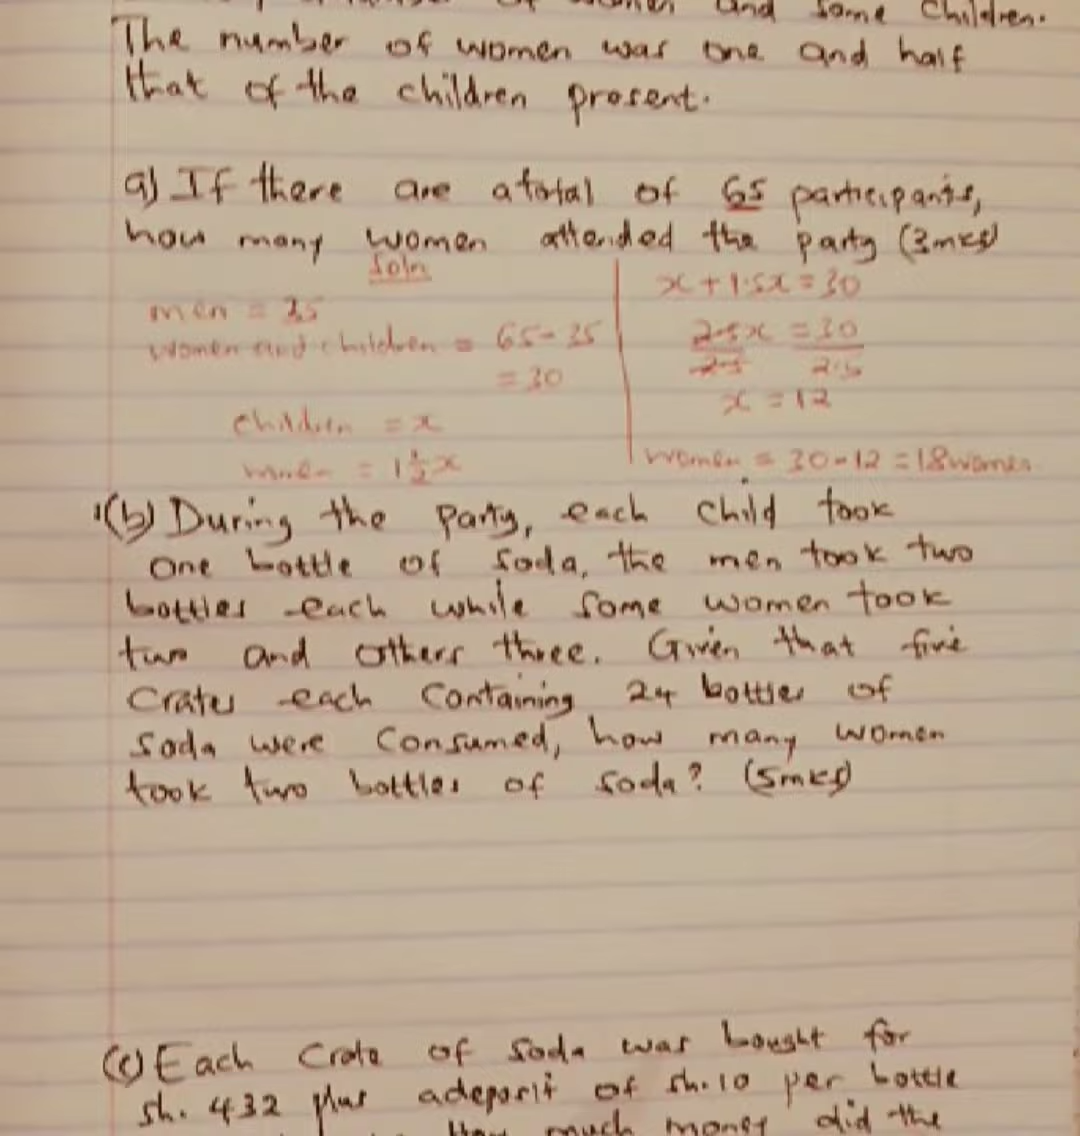 of women and some children.
The number of women was one and half
that of the children present.
a) If there are a total of 65 participants,
how many women attended the party (3mks)
Soln
men = 35
women and children = 65 - 35
= 30
children = x
= 1 1/2 x
x + 1.5x = 30
2.5x = 30
2.5 2.5
x = 12
women = 30 - 12 = 18 women
(b) During the party, each child took
one bottle of soda, the men took two
bottles each while some women took
two and others three. Given that five
crates each containing 24 bottles of
soda were consumed, how many women
took two bottles of soda? (5mks)
(c) Each crate of soda was bought for
sh. 432 plus a deposit of sh. 10 per bottle
How much money did the